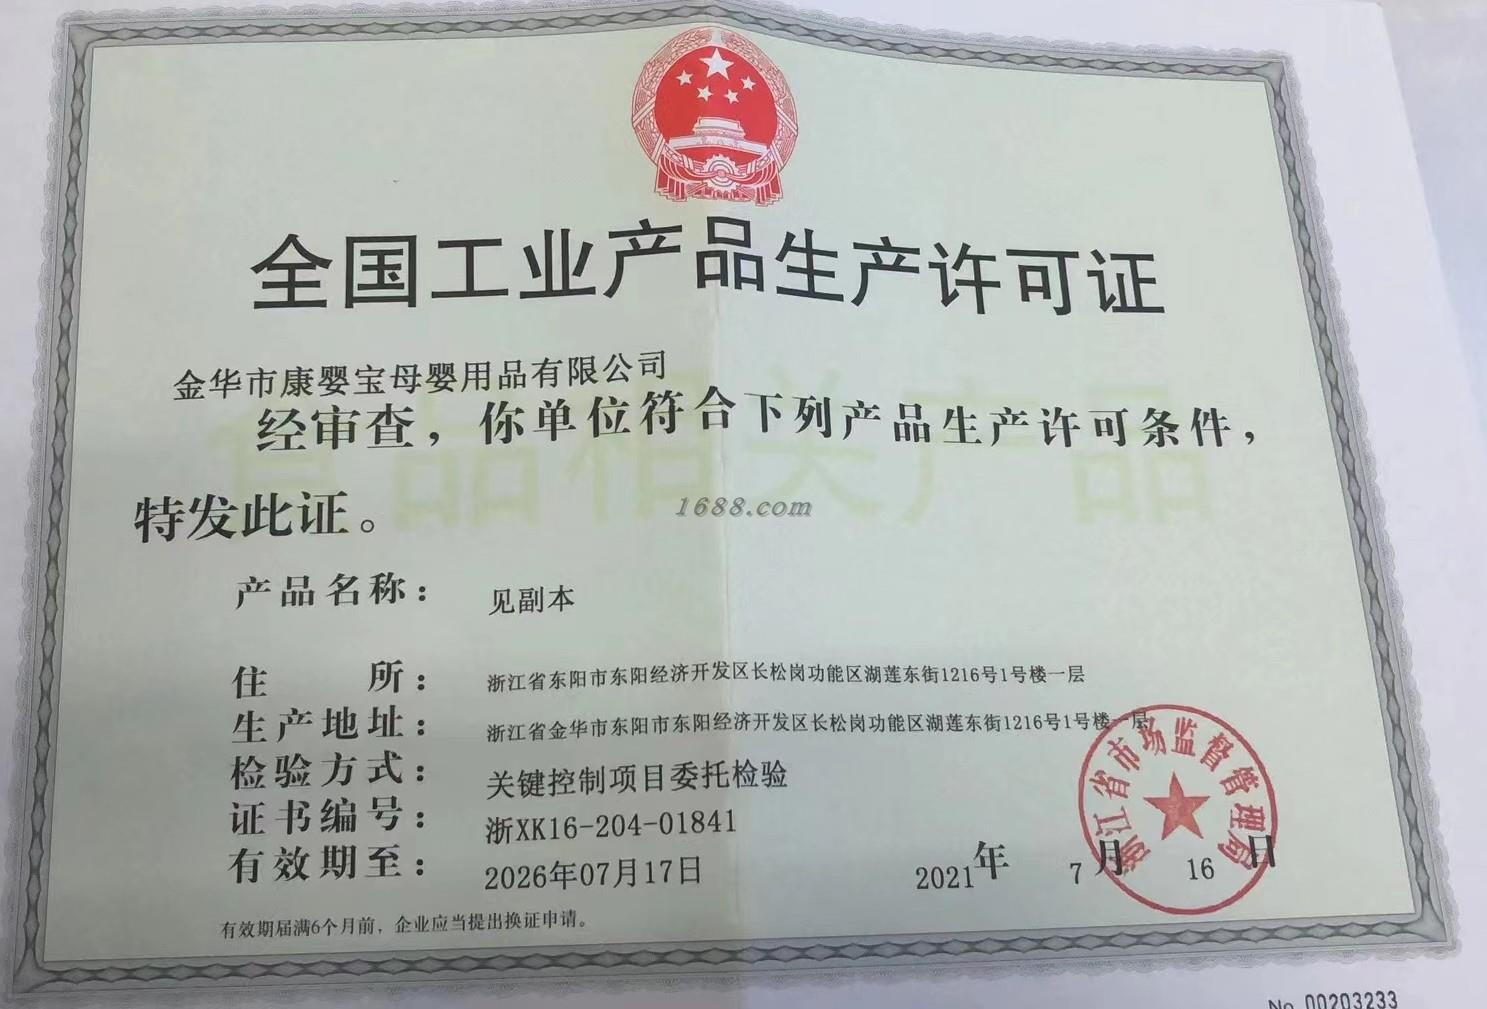 全国工业产品生产许可证
金华市康婴宝母婴用品有限公司
经审查，你单位符合下列产品生产许可条件，
食品相关产品
特发此证。
1688.com
产品名称： 见副本
住 所： 浙江省东阳市东阳经济开发区长松岗功能区湖莲东街1216号1号楼一层
生产地址： 浙江省金华市东阳市东阳经济开发区长松岗功能区湖莲东街1216号1号楼一层
检验方式： 关键控制项目委托检验
证书编号： 浙XK16-204-01841
有效期至： 2026年07月17日
浙江省市场监督管理局
2021年 7月 16日
有效期届满6个月前，企业应当提出换证申请。
No 00203233